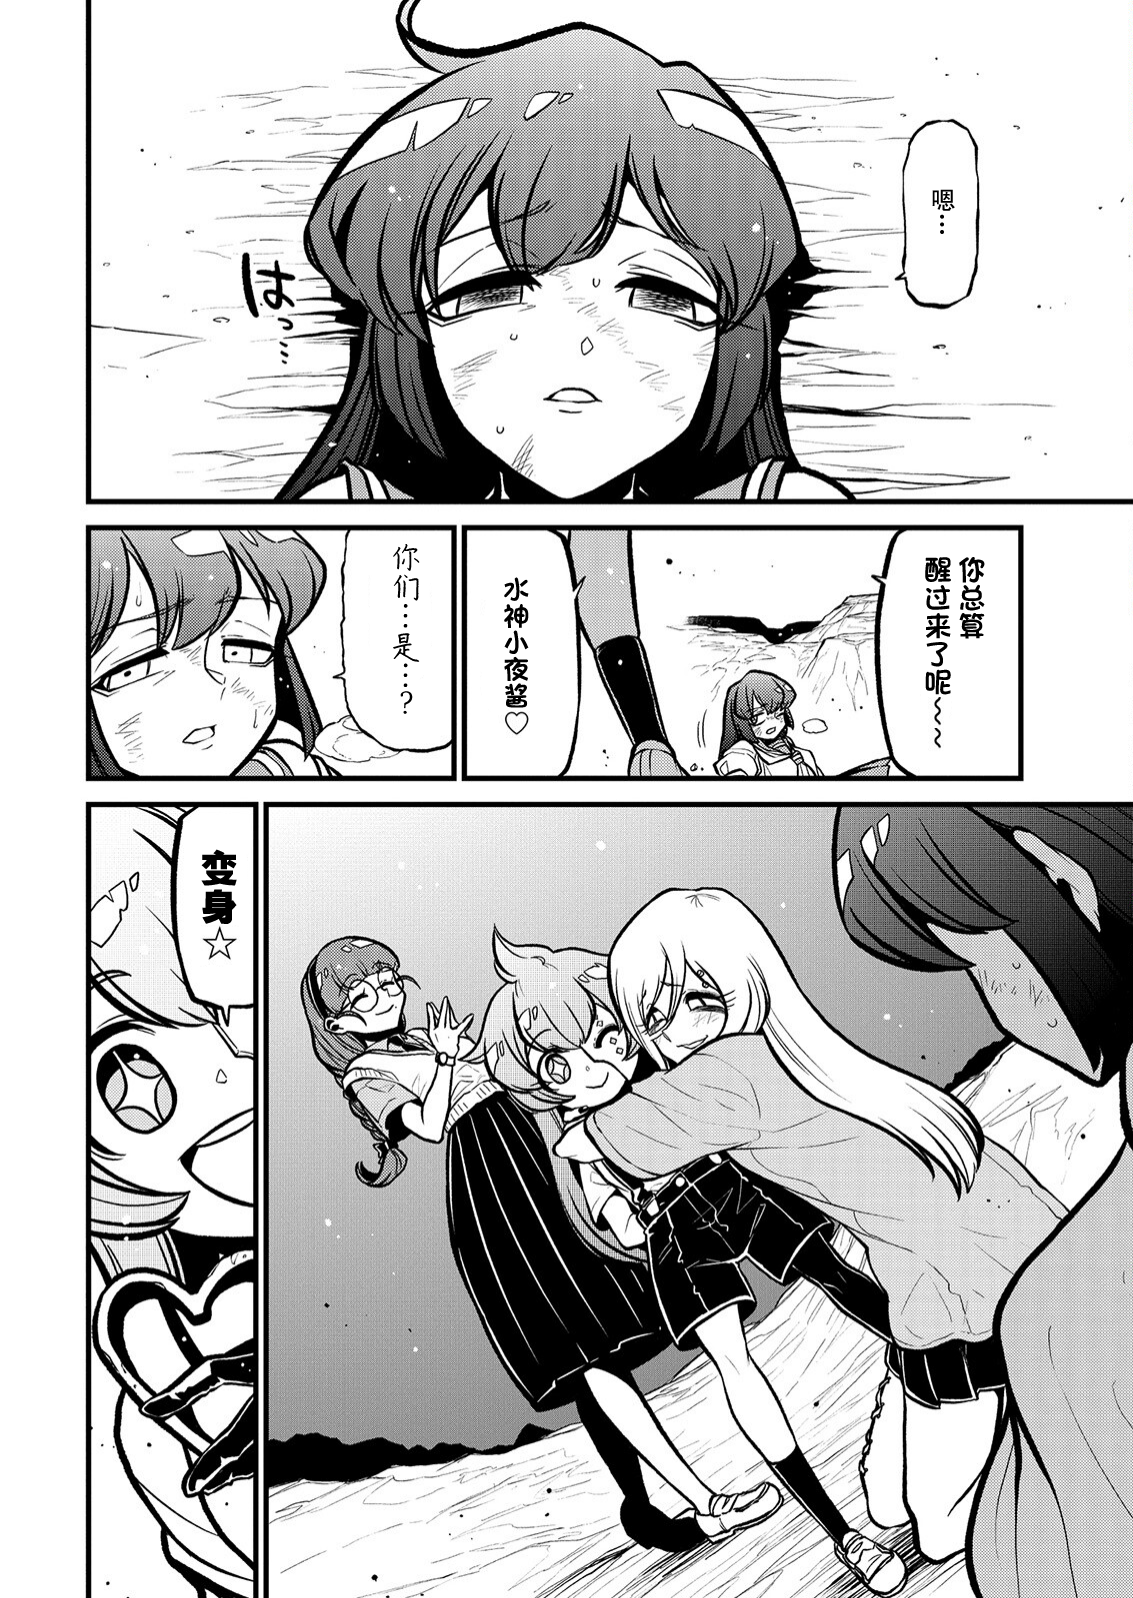 嗯…
はっ…
你总算
醒过来了呢~~~
水神小夜酱♡
你们…是…？
变身☆